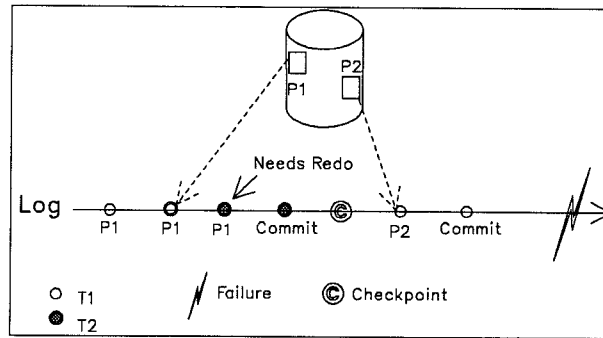 P2
P1
Needs Redo
Log
P1 P1 P1 Commit C P2 Commit
T1 Failure C Checkpoint
T2